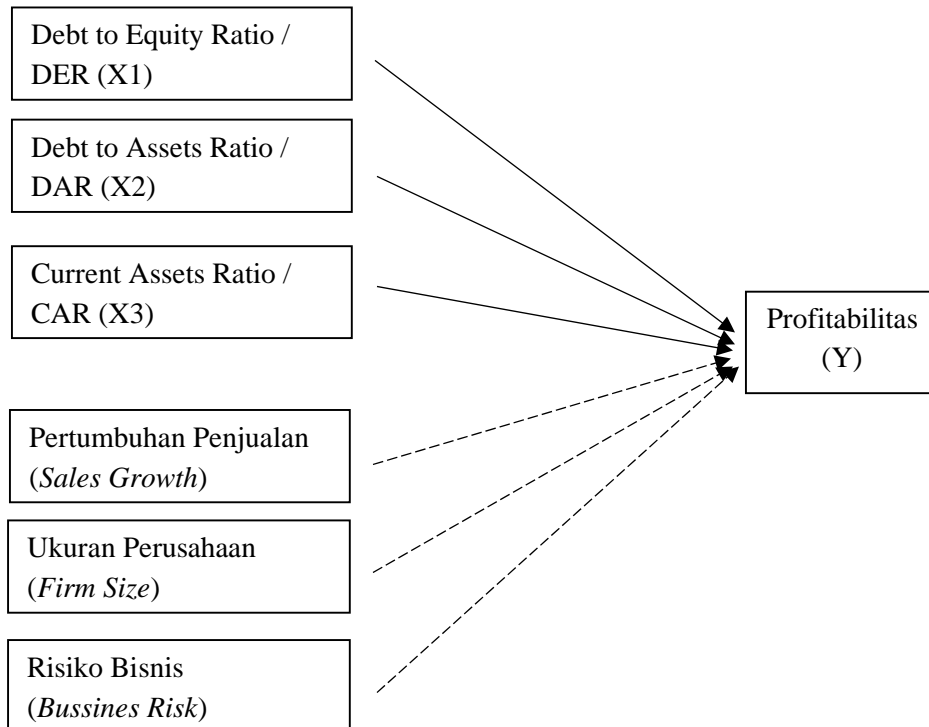 Debt to Equity Ratio /
DER (X1)
Debt to Assets Ratio /
DAR (X2)
Current Assets Ratio /
CAR (X3)
Profitabilitas
(Y)
Pertumbuhan Penjualan
(Sales Growth)
Ukuran Perusahaan
(Firm Size)
Risiko Bisnis
(Bussines Risk)